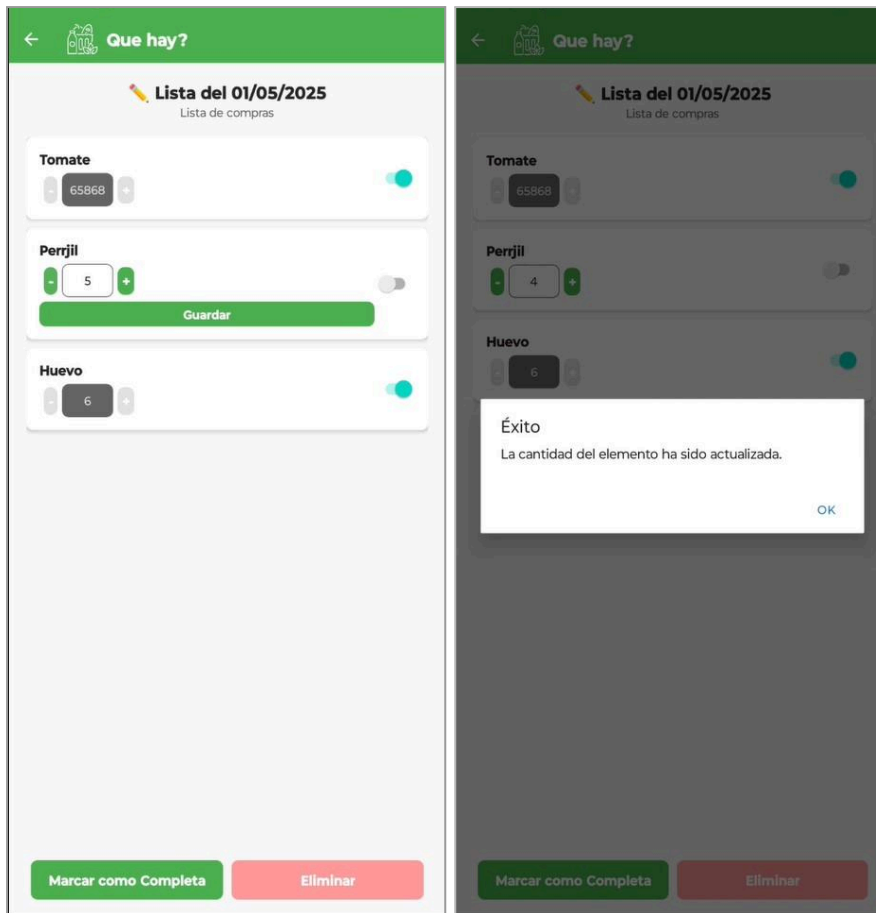 Que hay?
✏️ Lista del 01/05/2025
Lista de compras
Tomate
- 65868 +
Perrjil
- 5 +
Guardar
Huevo
- 6 +
Marcar como Completa
Eliminar
Que hay?
✏️ Lista del 01/05/2025
Lista de compras
Tomate
- 65868 +
Perrjil
- 4 +
Huevo
- 6 +
Éxito
La cantidad del elemento ha sido actualizada.
OK
Marcar como Completa
Eliminar